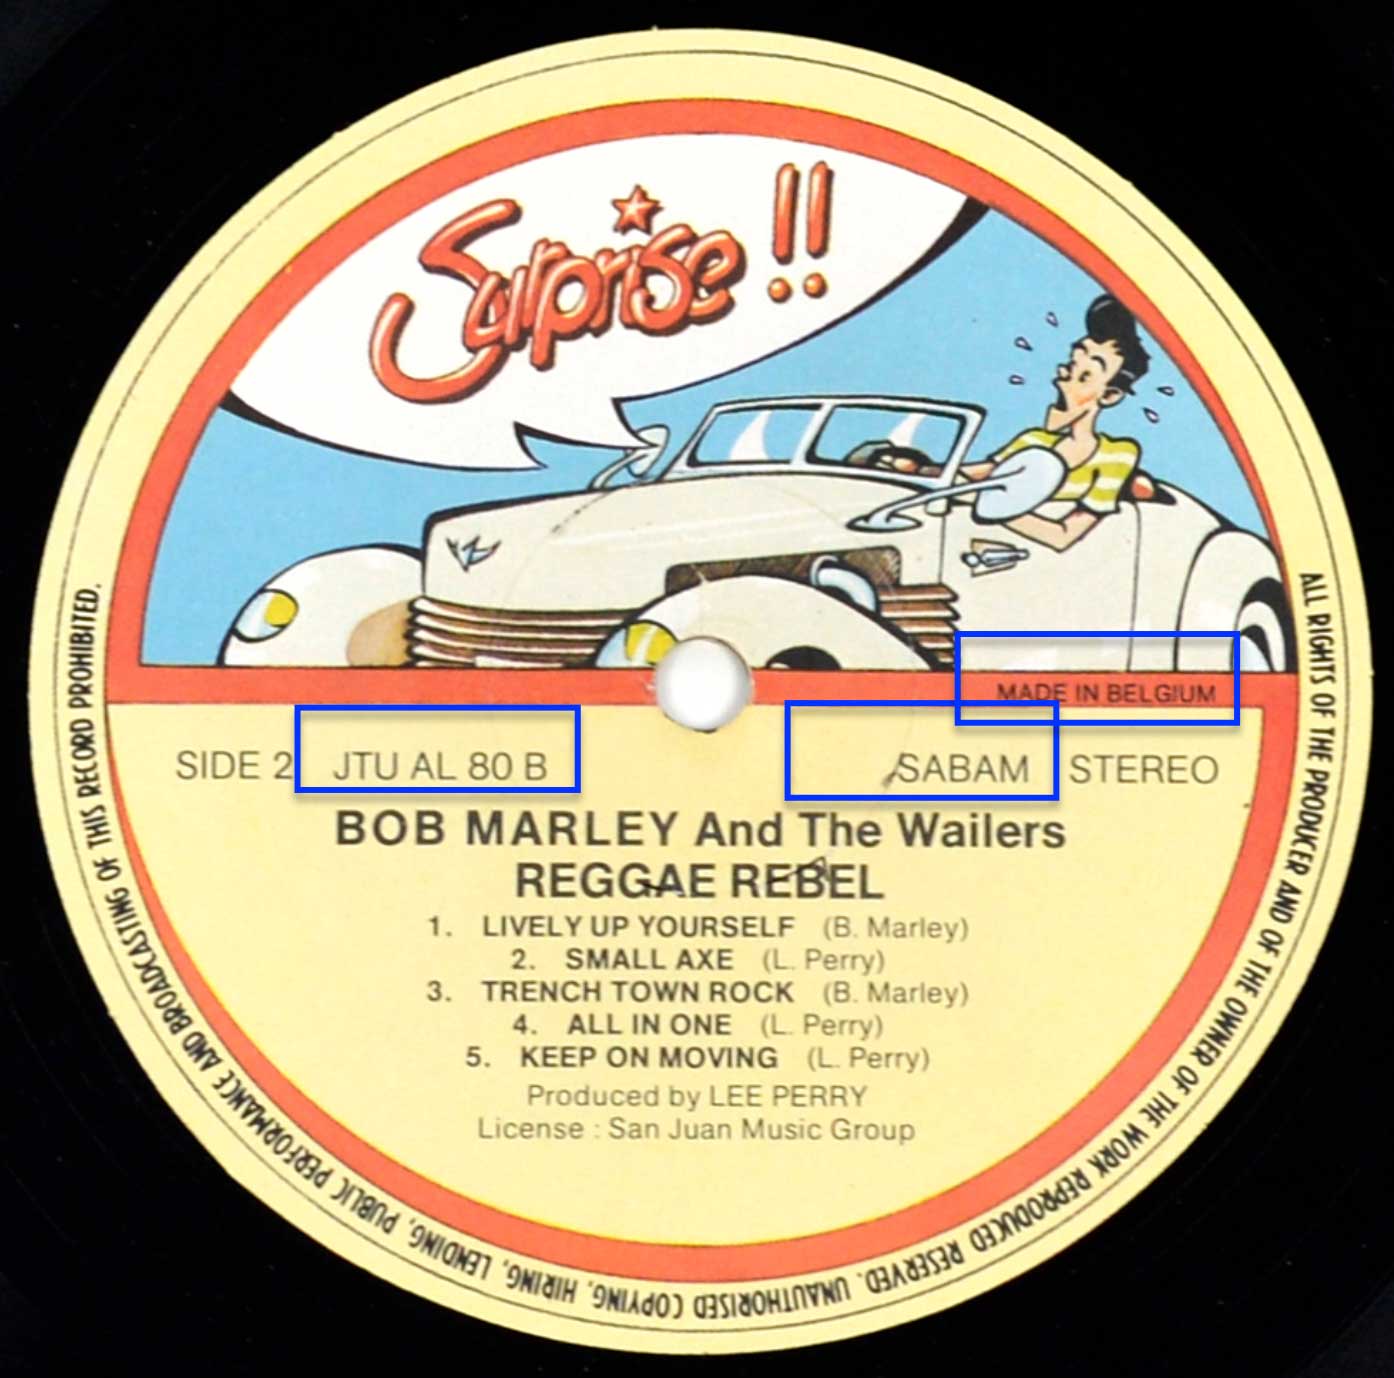 Surprise!!
MADE IN BELGIUM
SIDE 2 JTU AL 80 B SABAM STEREO
BOB MARLEY And The Wailers
REGGAE REBEL
1. LIVELY UP YOURSELF (B. Marley)
2. SMALL AXE (L. Perry)
3. TRENCH TOWN ROCK (B. Marley)
4. ALL IN ONE (L. Perry)
5. KEEP ON MOVING (L. Perry)
Produced by LEE PERRY
License : San Juan Music Group
ALL RIGHTS OF THE PRODUCER AND OF THE OWNER OF THE WORK REPRODUCED RESERVED. UNAUTHORISED COPYING, HIRING, LENDING, PUBLIC PERFORMANCE AND BROADCASTING OF THIS RECORD PROHIBITED.